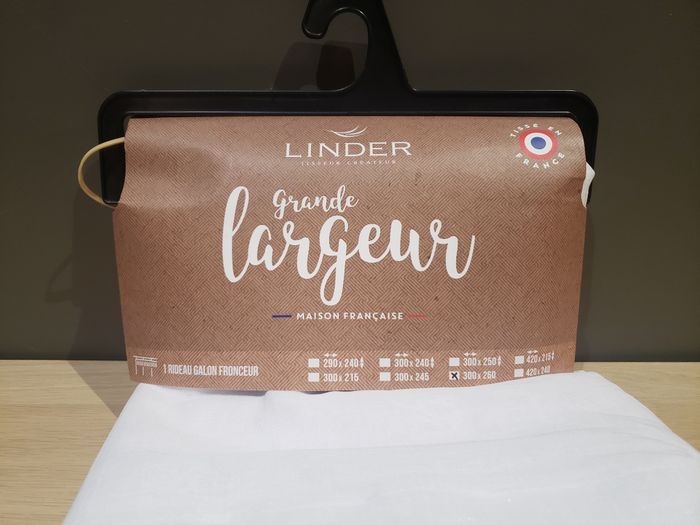 LINDER
TISSEUR CRÉATEUR
TISSÉ EN FRANCE
Grande
largeur
MAISON FRANÇAISE
1 RIDEAU GALON FRONCEUR
290 x 240
300 x 240
300 x 250
420 x 215
300 x 215
300 x 245
300 x 260
420 x 240